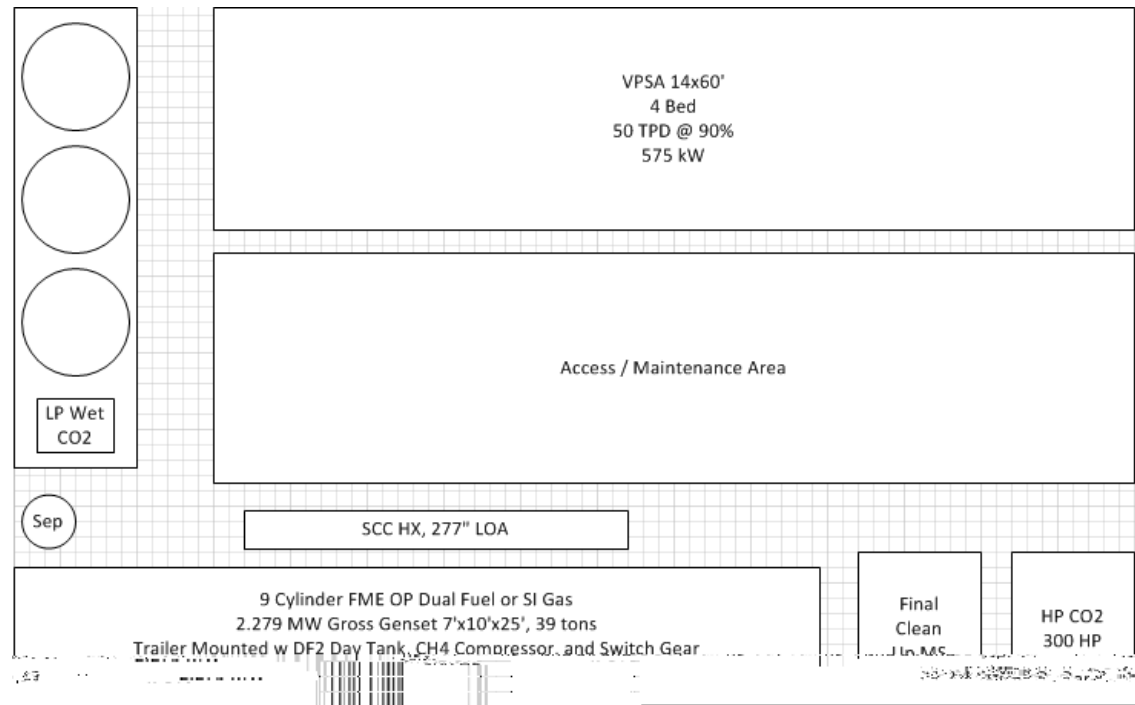 VPSA 14x60'
4 Bed
50 TPD @ 90%
575 kW
Access / Maintenance Area
LP Wet
CO2
Sep
SCC HX, 277" LOA
9 Cylinder FME OP Dual Fuel or SI Gas
2.279 MW Gross Genset 7'x10'x25', 39 tons
Trailer Mounted w DF2 Day Tank, CH4 Compressor, and Switch Gear
Final
Clean
Up MS
HP CO2
300 HP